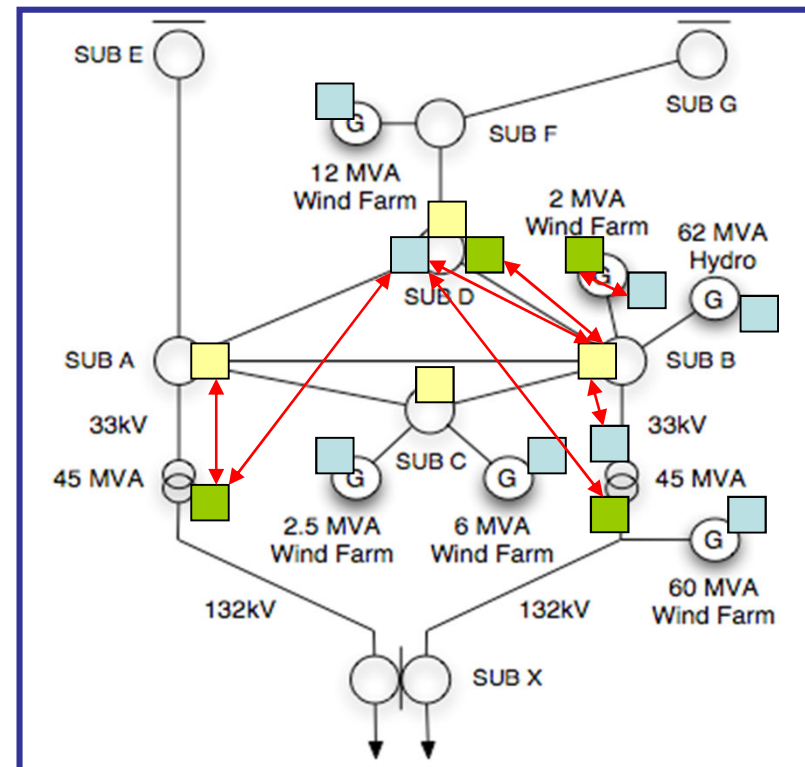 SUB E
SUB G
G
SUB F
12 MVA
Wind Farm
2 MVA
Wind Farm
62 MVA
Hydro
G
G
SUB D
SUB A
SUB B
33kV
33kV
SUB C
45 MVA
45 MVA
G
G
2.5 MVA
Wind Farm
6 MVA
Wind Farm
G
60 MVA
Wind Farm
132kV
132kV
SUB X